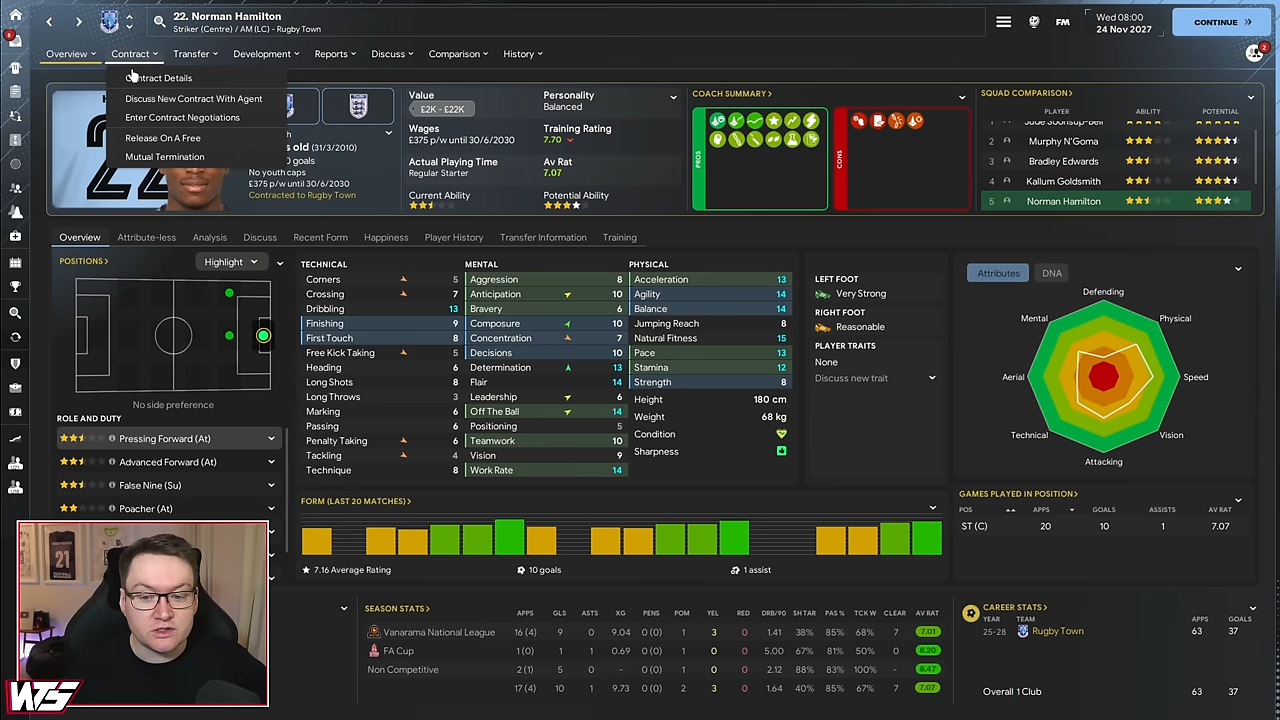 22. Norman Hamilton
Striker (Centre) / AM (LC) - Rugby Town
FM
Wed 08:00
24 Nov 2027
CONTINUE
6
2
Overview
Contract
Transfer
Development
Reports
Discuss
Comparison
History
Contract Details
Discuss New Contract With Agent
Enter Contract Negotiations
Release On A Free
Mutual Termination
s old (31/3/2010)
0 goals
No youth caps
£375 p/w until 30/6/2030
Contracted to Rugby Town
Value
£2K - £22K
Wages
£375 p/w until 30/6/2030
Actual Playing Time
Regular Starter
Current Ability
Personality
Balanced
Training Rating
7.70
Av Rat
7.07
Potential Ability
COACH SUMMARY >
PROS
CONS
SQUAD COMPARISON >
PLAYER ABILITY POTENTIAL
2 Murphy N'Goma
3 Bradley Edwards
4 Kallum Goldsmith
5 Norman Hamilton
Overview
Attribute-less
Analysis
Discuss
Recent Form
Happiness
Player History
Transfer Information
Training
POSITIONS >
Highlight
No side preference
ROLE AND DUTY
Pressing Forward (At)
Advanced Forward (At)
False Nine (Su)
Poacher (At)
TECHNICAL
Corners 5
Crossing 7
Dribbling 13
Finishing 9
First Touch 8
Free Kick Taking 5
Heading 6
Long Shots 8
Long Throws 3
Marking 6
Passing 6
Penalty Taking 6
Tackling 4
Technique 8
MENTAL
Aggression 8
Anticipation 10
Bravery 6
Composure 10
Concentration 7
Decisions 10
Determination 13
Flair 14
Leadership 6
Off The Ball 14
Positioning 5
Teamwork 10
Vision 9
Work Rate 14
PHYSICAL
Acceleration 13
Agility 14
Balance 14
Jumping Reach 8
Natural Fitness 15
Pace 13
Stamina 12
Strength 8
Height 180 cm
Weight 68 kg
Condition
Sharpness
LEFT FOOT
Very Strong
RIGHT FOOT
Reasonable
PLAYER TRAITS
None
Discuss new trait
Attributes
DNA
Defending
Physical
Speed
Vision
Attacking
Technical
Aerial
Mental
FORM (LAST 20 MATCHES) >
7.16 Average Rating
10 goals
1 assist
GAMES PLAYED IN POSITION >
POS APPS GOALS ASSISTS AV RAT
ST (C) 20 10 1 7.07
SEASON STATS > APPS GLS ASTS XG PENS POM YEL RED DRB/90 SH TAR PAS % TCK W CLEAR AV RAT
Vanarama National League 16 (4) 9 0 9.04 0 (0) 1 3 0 1.41 38% 85% 68% 7 7.01
FA Cup 1 (0) 1 1 0.69 0 (0) 1 0 0 5.00 67% 81% 50% 0 8.20
Non Competitive 2 (1) 5 0 - 0 (0) 1 0 0 2.12 88% 83% 100% - 8.47
17 (4) 10 1 9.73 0 (0) 2 3 0 1.64 40% 85% 67% 7 7.07
CAREER STATS >
YEAR TEAM APPS GOALS
25-28 Rugby Town 63 37
Overall 1 Club 63 37
21
WTS